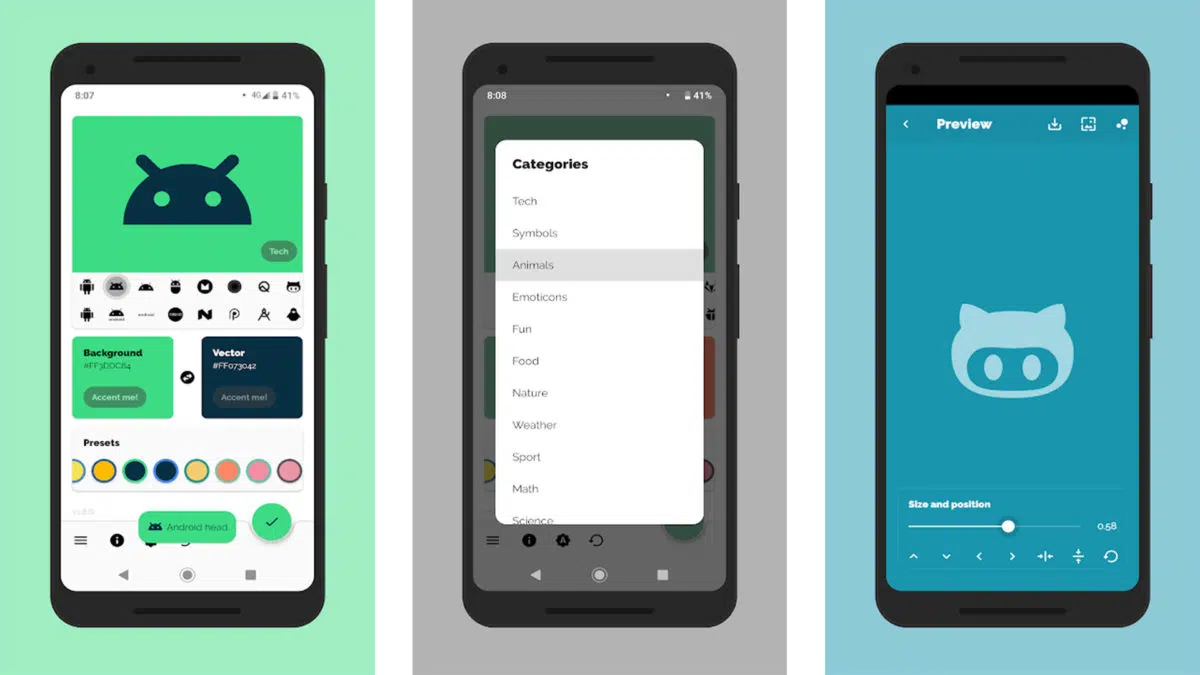 8:07
4G 41%
Tech
Background
#FF3DDC84
Accent me!
Vector
#FF073042
Accent me!
Presets
Android head
8:08
41%
Categories
Tech
Symbols
Animals
Emoticons
Fun
Food
Nature
Weather
Sport
Math
Science
Preview
Size and position
0.58